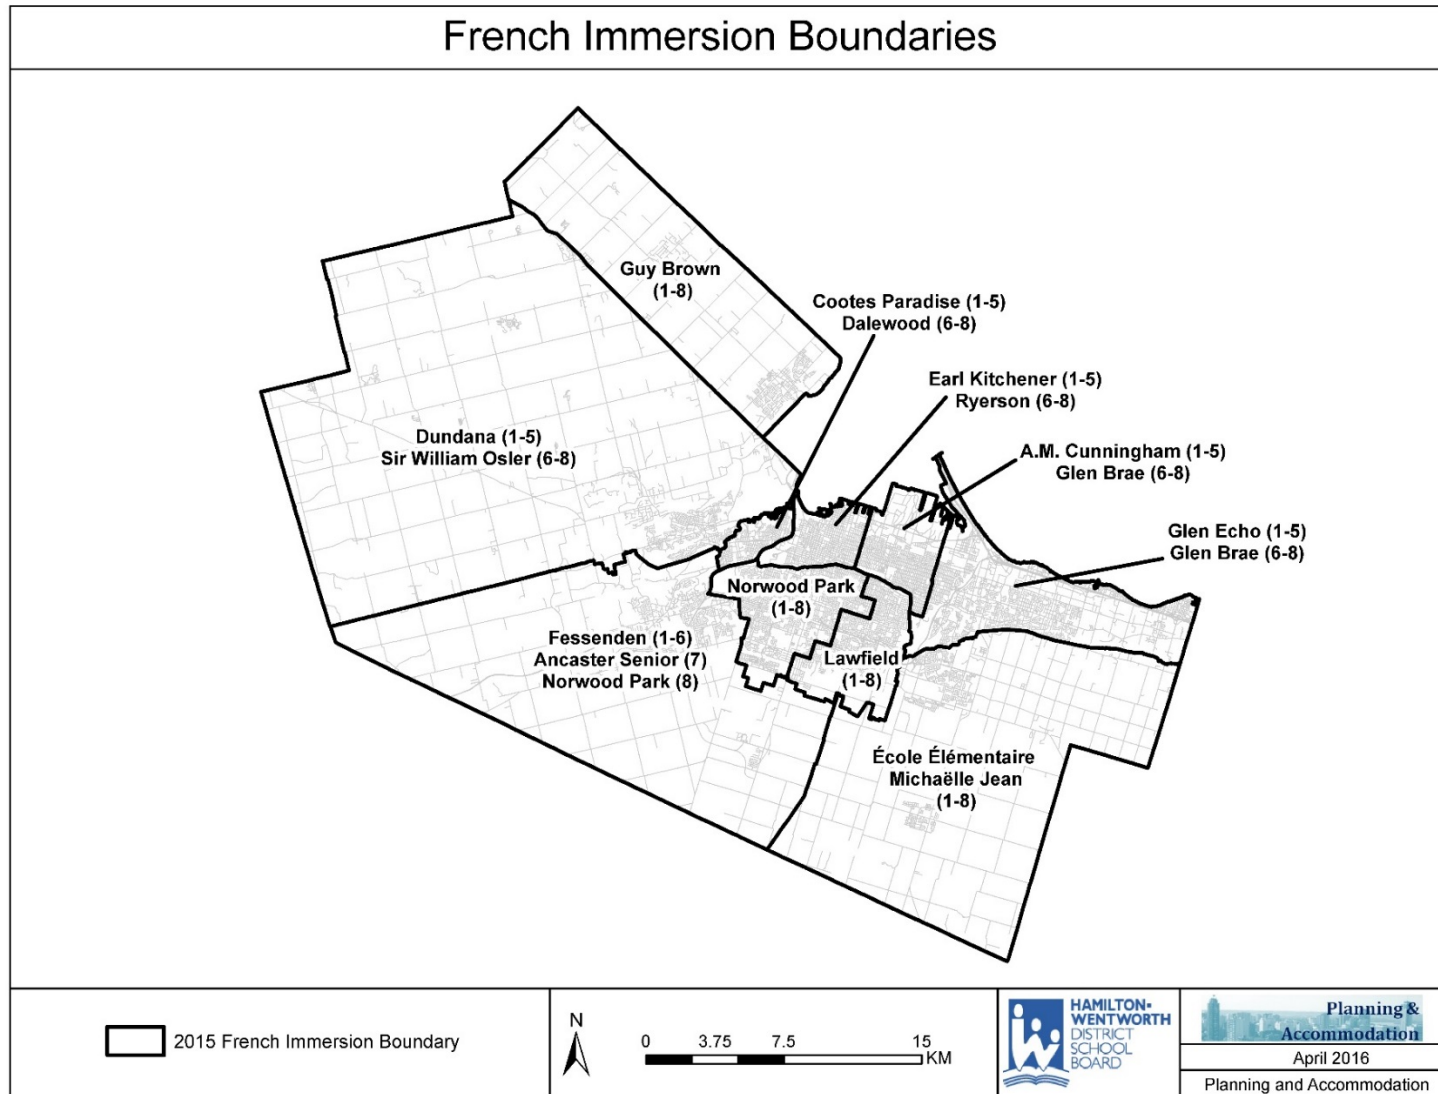 French Immersion Boundaries
Guy Brown
(1-8)
Cootes Paradise (1-5)
Dalewood (6-8)
Earl Kitchener (1-5)
Ryerson (6-8)
Dundana (1-5)
Sir William Osler (6-8)
A.M. Cunningham (1-5)
Glen Brae (6-8)
Glen Echo (1-5)
Glen Brae (6-8)
Norwood Park
(1-8)
Fessenden (1-6)
Ancaster Senior (7)
Norwood Park (8)
Lawfield
(1-8)
École Élémentaire
Michaëlle Jean
(1-8)
2015 French Immersion Boundary
N
0 3.75 7.5 15
KM
HAMILTON-
WENTWORTH
DISTRICT
SCHOOL
BOARD
Planning &
Accommodation
April 2016
Planning and Accommodation